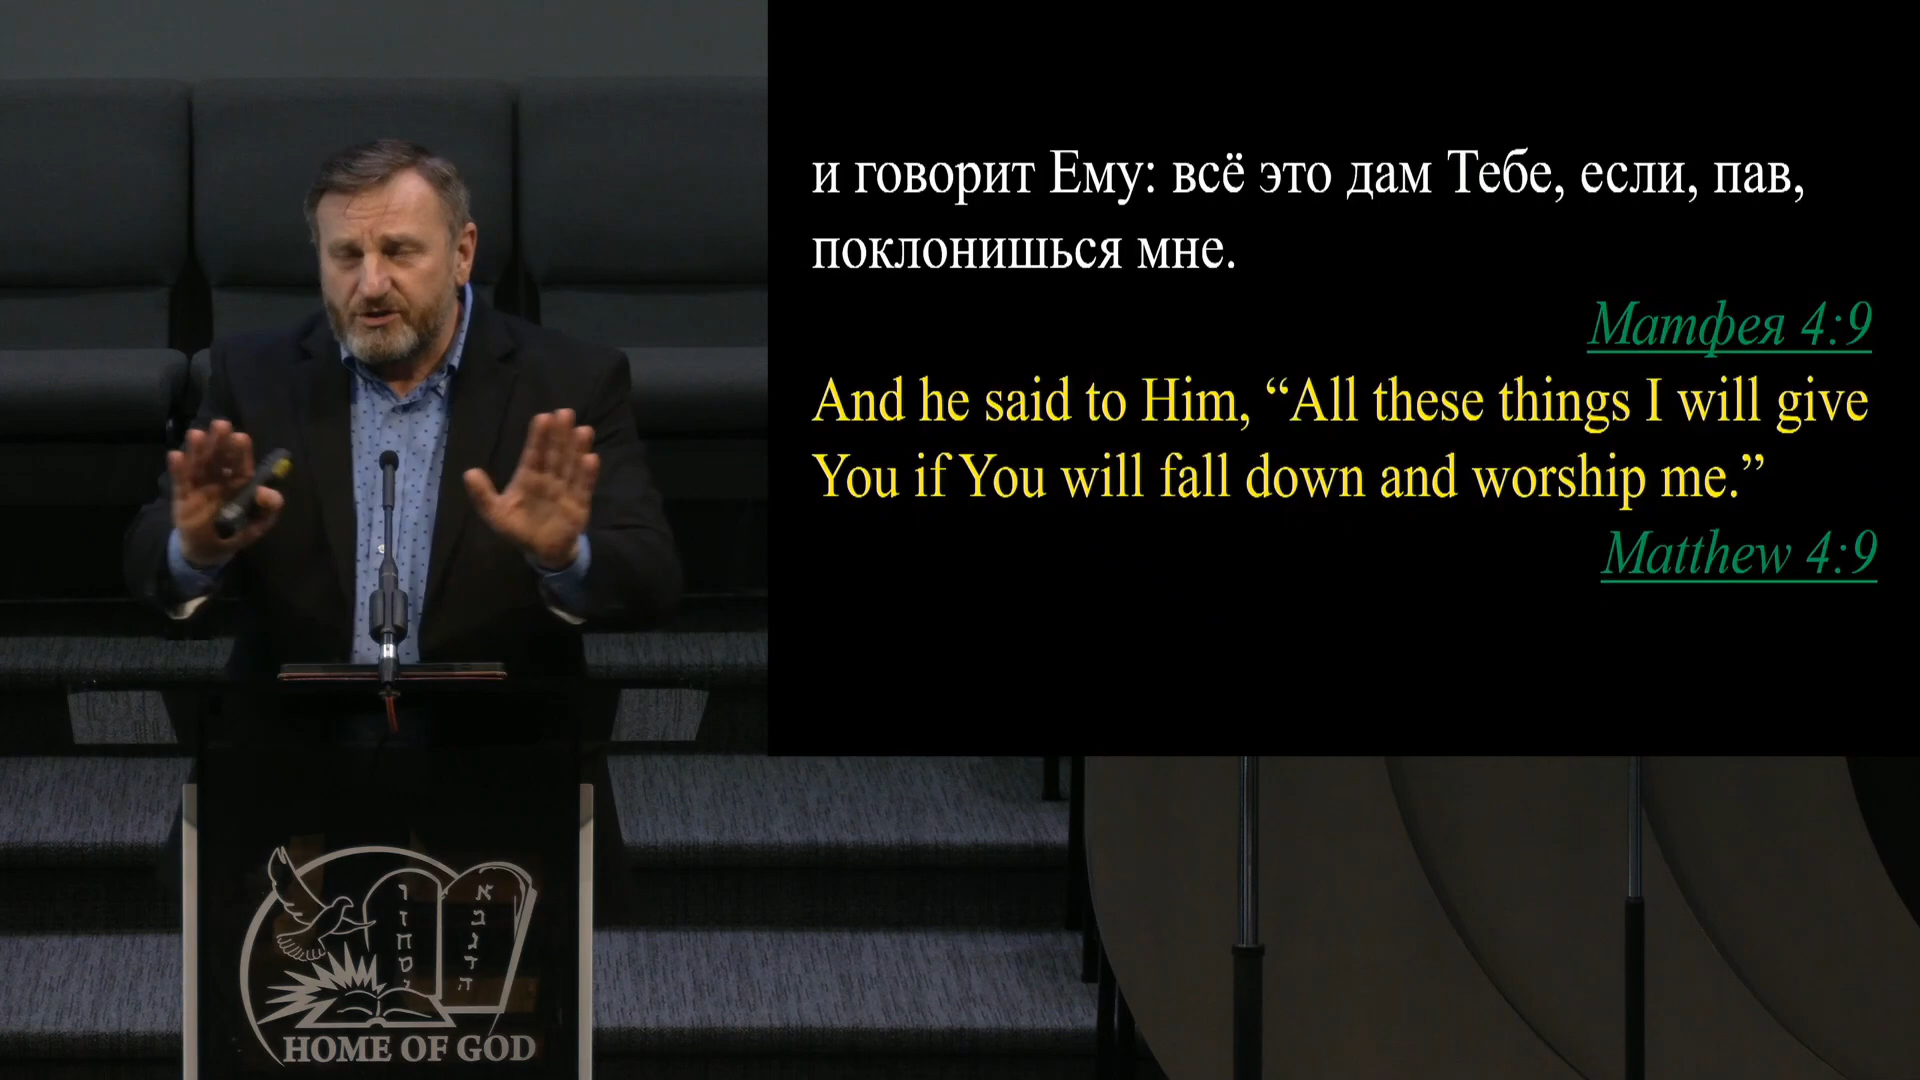 и говорит Ему: всё это дам Тебе, если, пав,
поклонишься мне.
Матфея 4:9
And he said to Him, “All these things I will give
You if You will fall down and worship me.”
Matthew 4:9
ו א
ז ב
ח ג
ט ד
י ה
HOME OF GOD